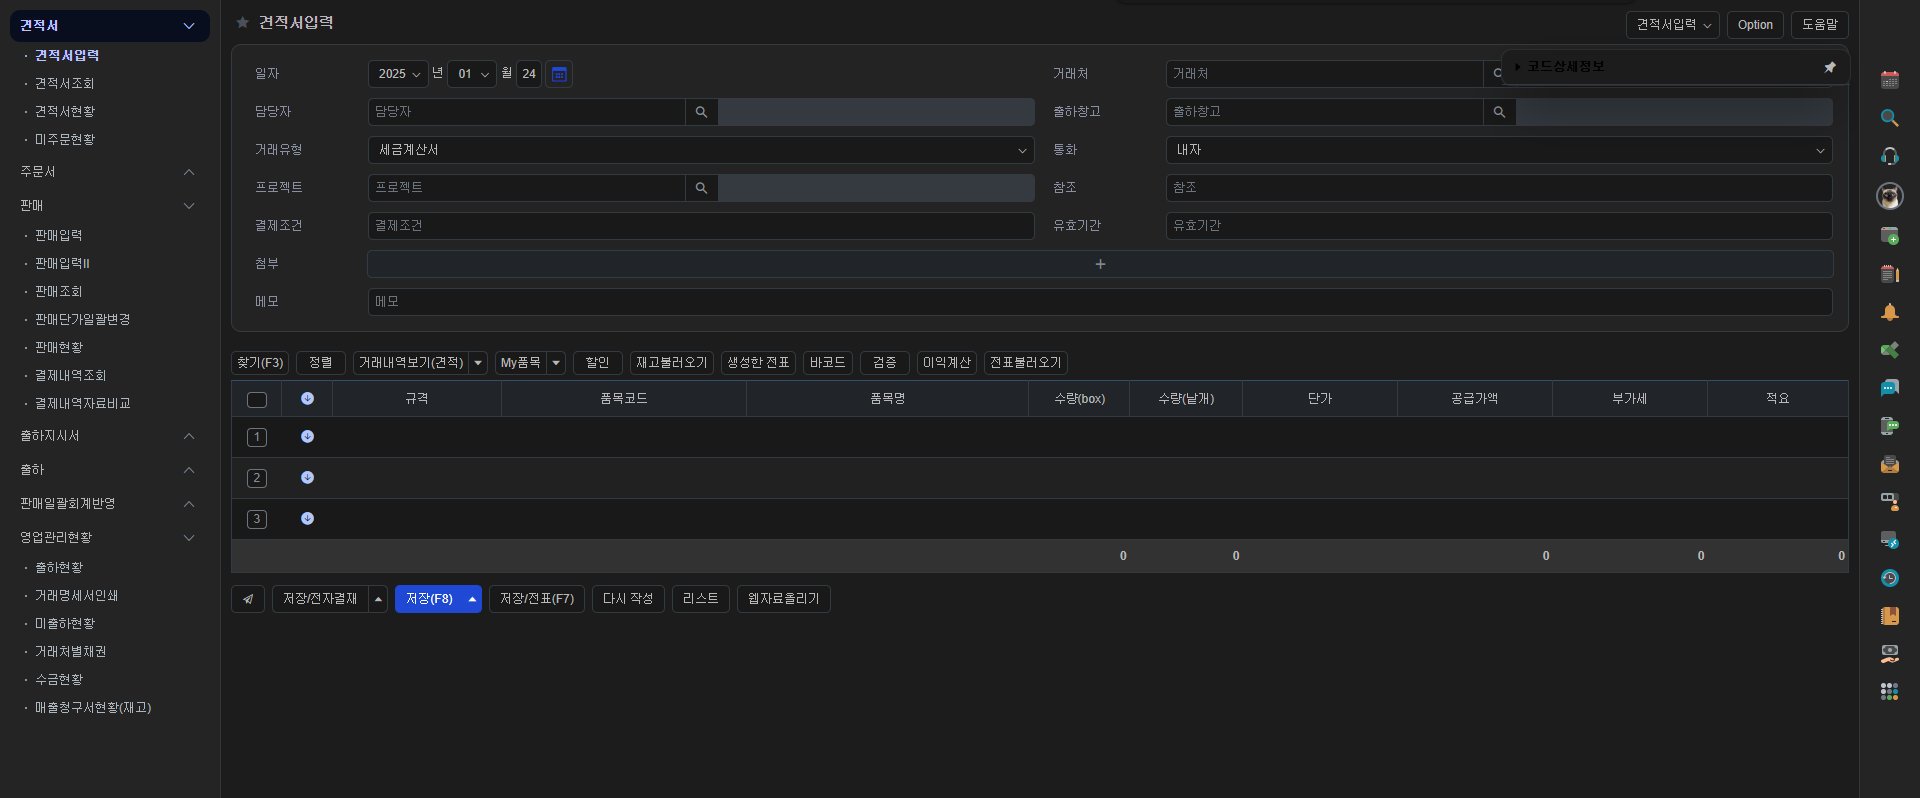 견적서
· 견적서입력
· 견적서조회
· 견적서현황
· 미주문현황
주문서
판매
· 판매입력
· 판매입력II
· 판매조회
· 판매단가일괄변경
· 판매현황
· 결제내역조회
· 결제내역자료비교
출하지시서
출하
판매일괄회계반영
영업관리현황
· 출하현황
· 거래명세서인쇄
· 미출하현황
· 거래처별채권
· 수금현황
· 매출청구서현황(재고)
견적서입력
견적서입력 Option 도움말
일자 2025 년 01 월 24 거래처 거래처
코드상세정보
담당자 담당자 출하창고 출하창고
거래유형 세금계산서 통화 내자
프로젝트 프로젝트 참조 참조
결제조건 결제조건 유효기간 유효기간
첨부 +
메모 메모
찾기(F3) 정렬 거래내역보기(견적) My품목 할인 재고불러오기 생성한 전표 바코드 검증 이익계산 전표불러오기
규격 품목코드 품목명 수량(box) 수량(낱개) 단가 공급가액 부가세 적요
1
2
3
0 0 0 0 0
저장/전자결재 저장(F8) 저장/전표(F7) 다시 작성 리스트 웹자료올리기